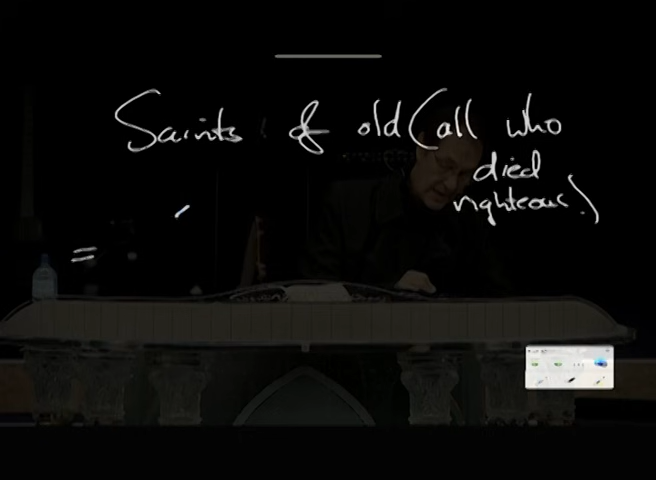 Saints of old (all who
died
righteous)
=